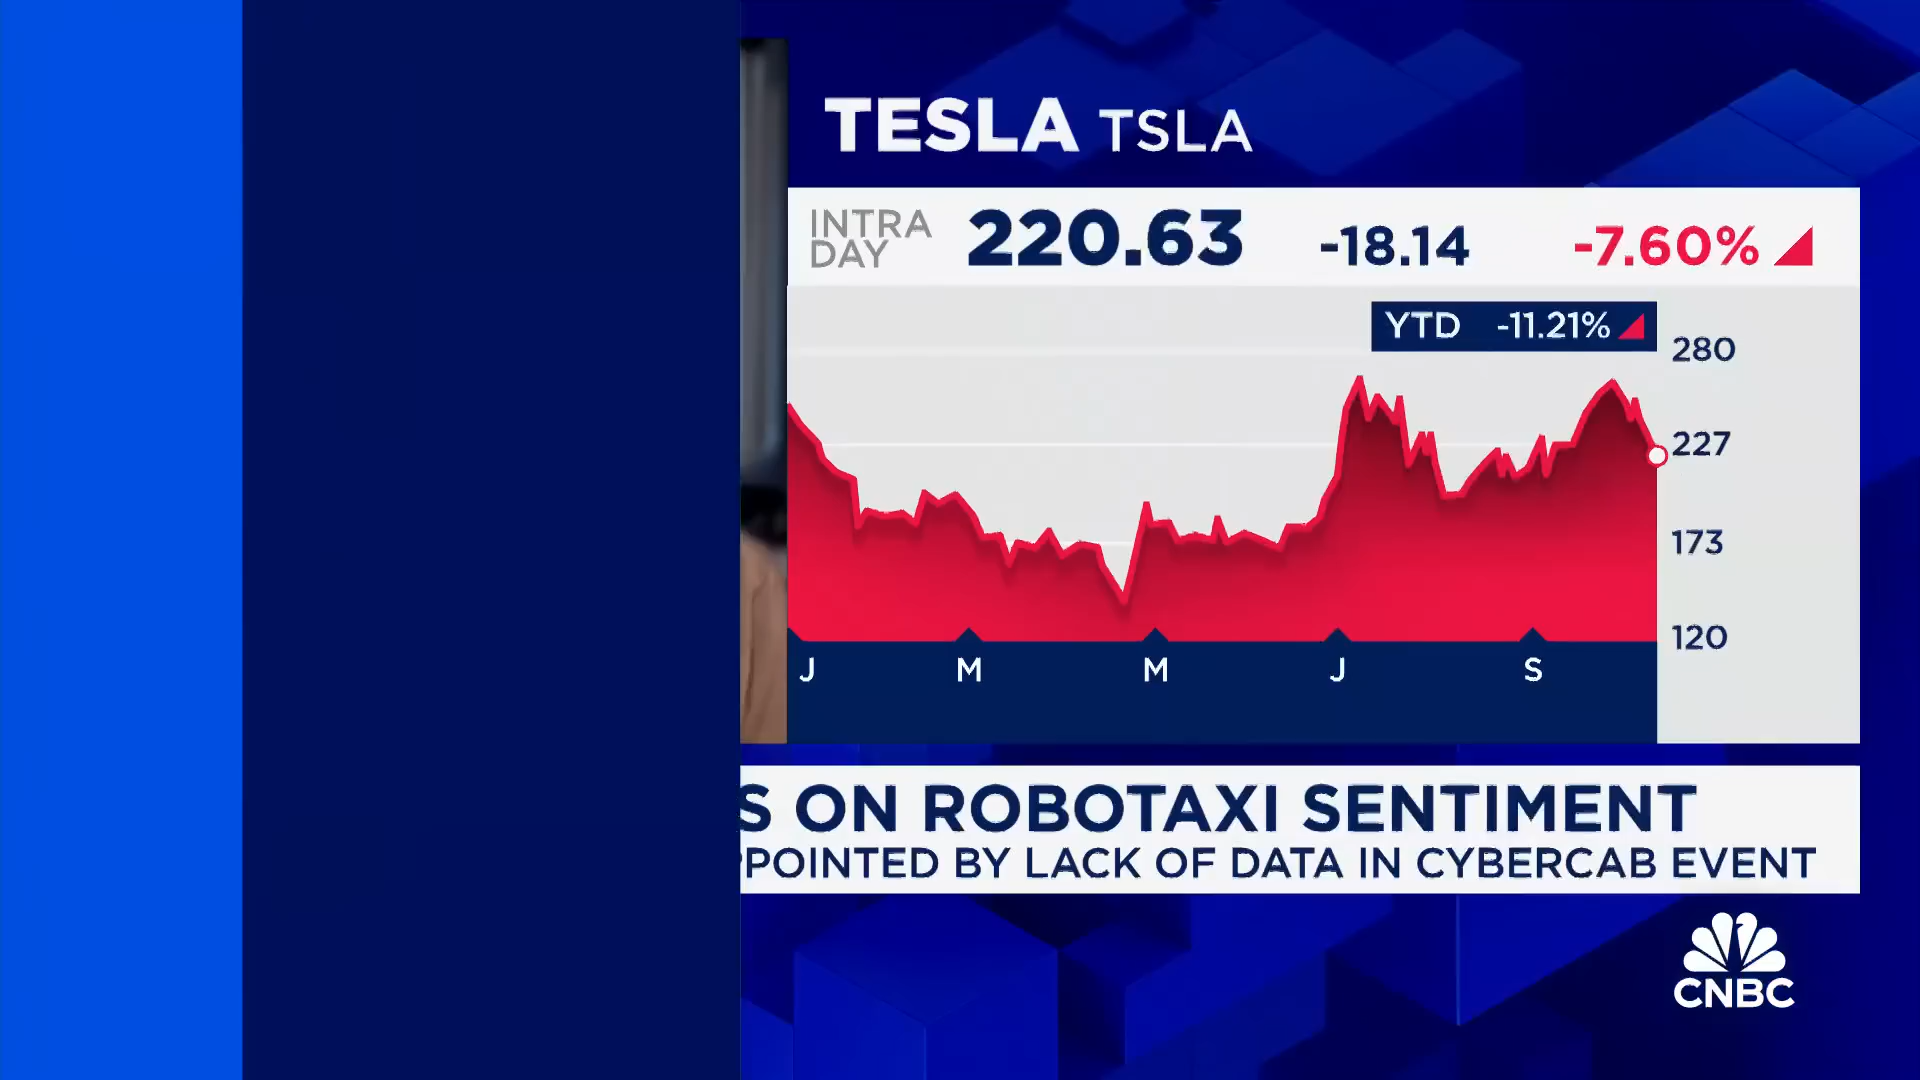 TESLA TSLA
INTRA DAY 220.63 -18.14 -7.60%
YTD -11.21%
280
227
173
120
J M M J S
ON ROBOTAXI SENTIMENT
BY LACK OF DATA IN CYBERCAB EVENT
CNBC